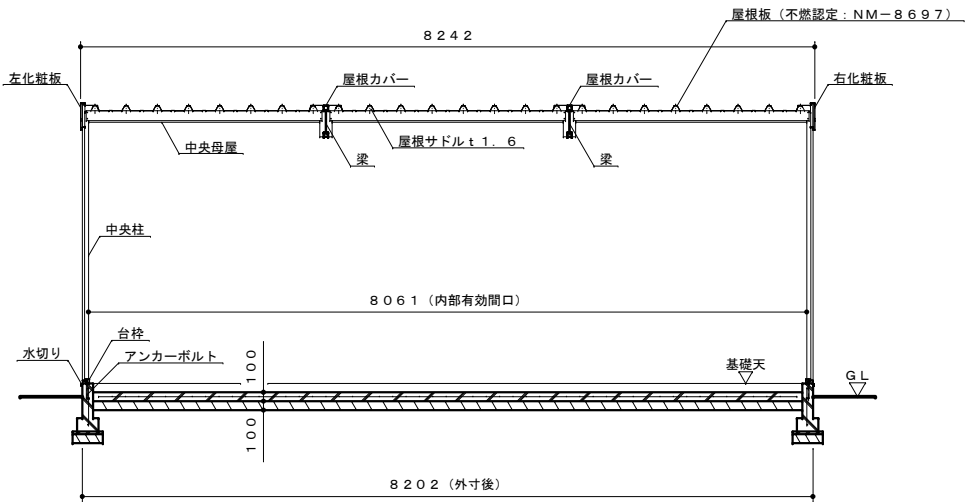 屋根板（不燃認定：ＮＭ－８６９７）
８２４２
左化粧板
屋根カバー
屋根カバー
右化粧板
中央母屋
屋根サドルｔ１．６
梁
梁
中央柱
８０６１（内部有効間口）
台枠
水切り
アンカーボルト
１００
基礎天
ＧＬ
１００
８２０２（外寸後）